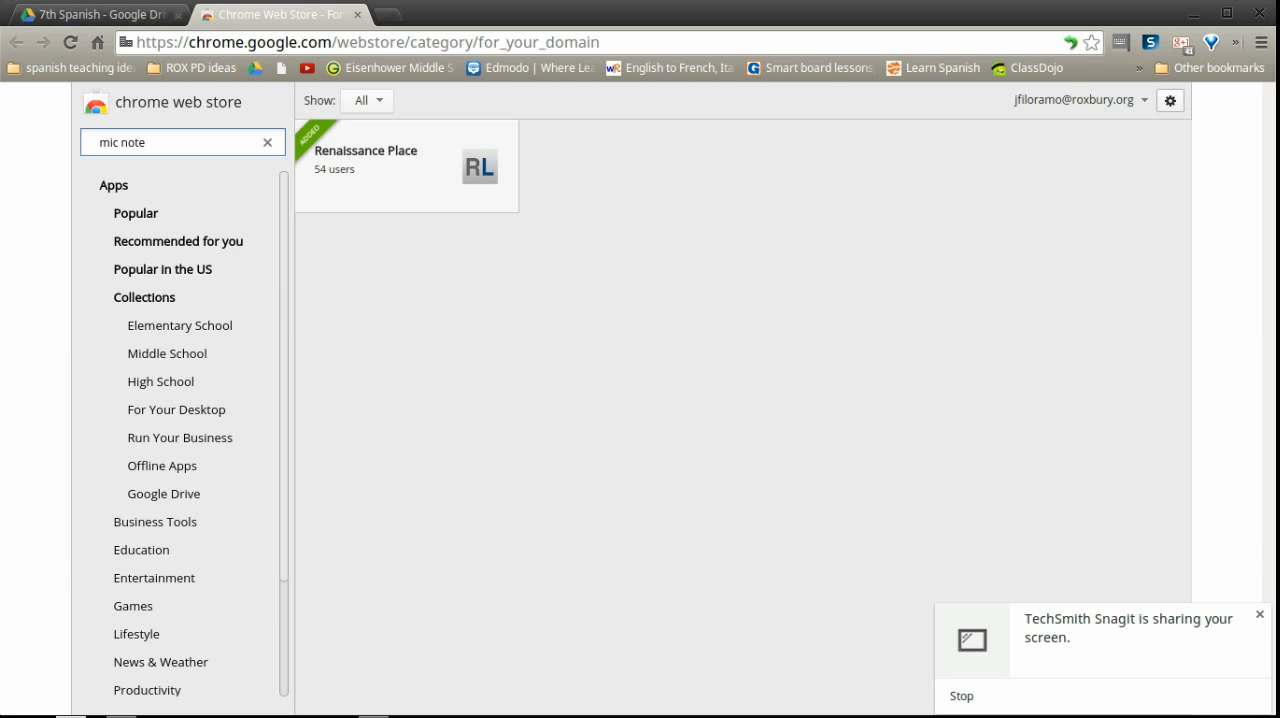 7th Spanish - Google Dri
Chrome Web Store - For
https://chrome.google.com/webstore/category/for_your_domain
spanish teaching ide
ROX PD ideas
Eisenhower Middle S
Edmodo | Where Le
English to French, Ita
Smart board lessons,
Learn Spanish
ClassDojo
»
Other bookmarks
chrome web store
Show:
All
jfiloramo@roxbury.org
mic note
ADDED
Renaissance Place
54 users
RL
Apps
Popular
Recommended for you
Popular in the US
Collections
Elementary School
Middle School
High School
For Your Desktop
Run Your Business
Offline Apps
Google Drive
Business Tools
Education
Entertainment
Games
Lifestyle
News & Weather
Productivity
TechSmith Snagit is sharing your
screen.
Stop